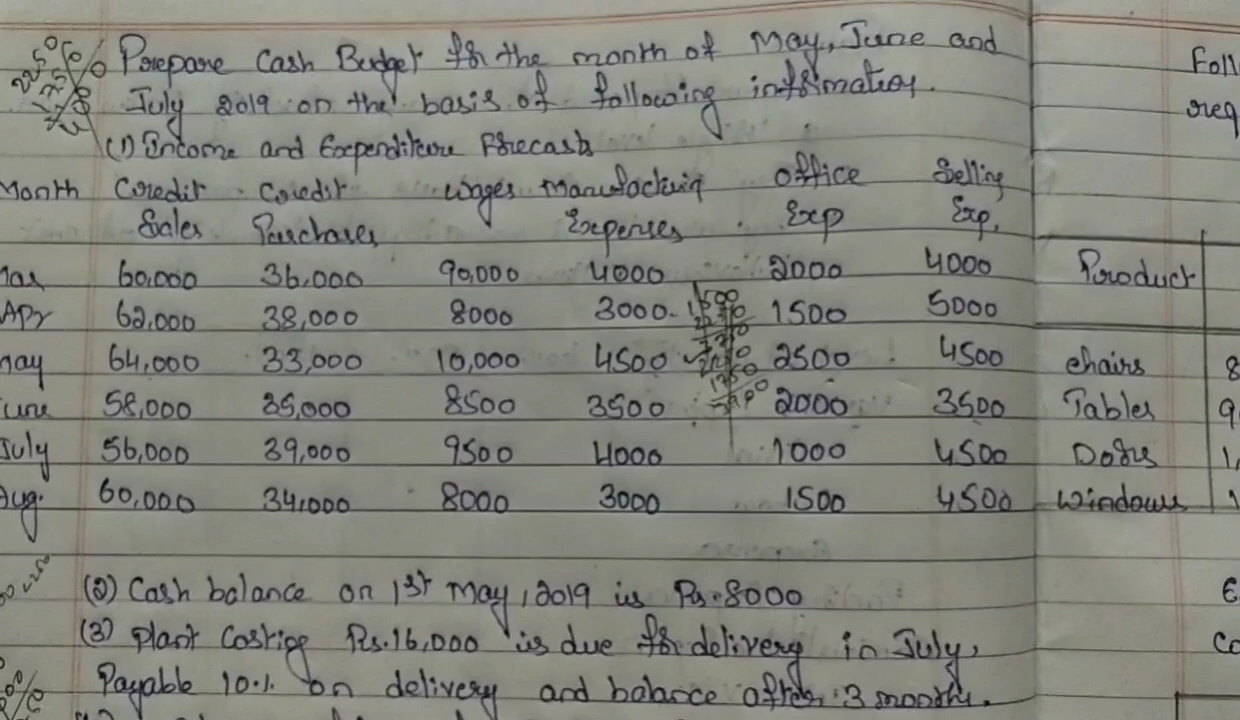 Prepare Cash Budget for the month of May, June and
July 2019 on the basis of following information.
(1) Income and Expenditure Forecasts
Month Credit Credit Wages Manufacturing Office Selling
Sales Purchases Expenses Exp Exp.
Mar 60,000 36,000 90,000 4000 2000 4000
Apr 62,000 38,000 8000 3000 1500 5000
May 64,000 33,000 10,000 4500 2500 4500
June 58,000 35,000 8500 3500 2000 3500
July 56,000 39,000 9500 4000 1000 4500
Aug. 60,000 34,000 8000 3000 1500 4500
(2) Cash balance on 1st May, 2019 is Rs. 8000
(3) Plant Costing Rs. 16,000 is due for delivery in July,
Payable 10% on delivery and balance after 3 months.
Foll
req
Product
chairs 8
Tables 9
Doors 1,
Windows 1
E
Co